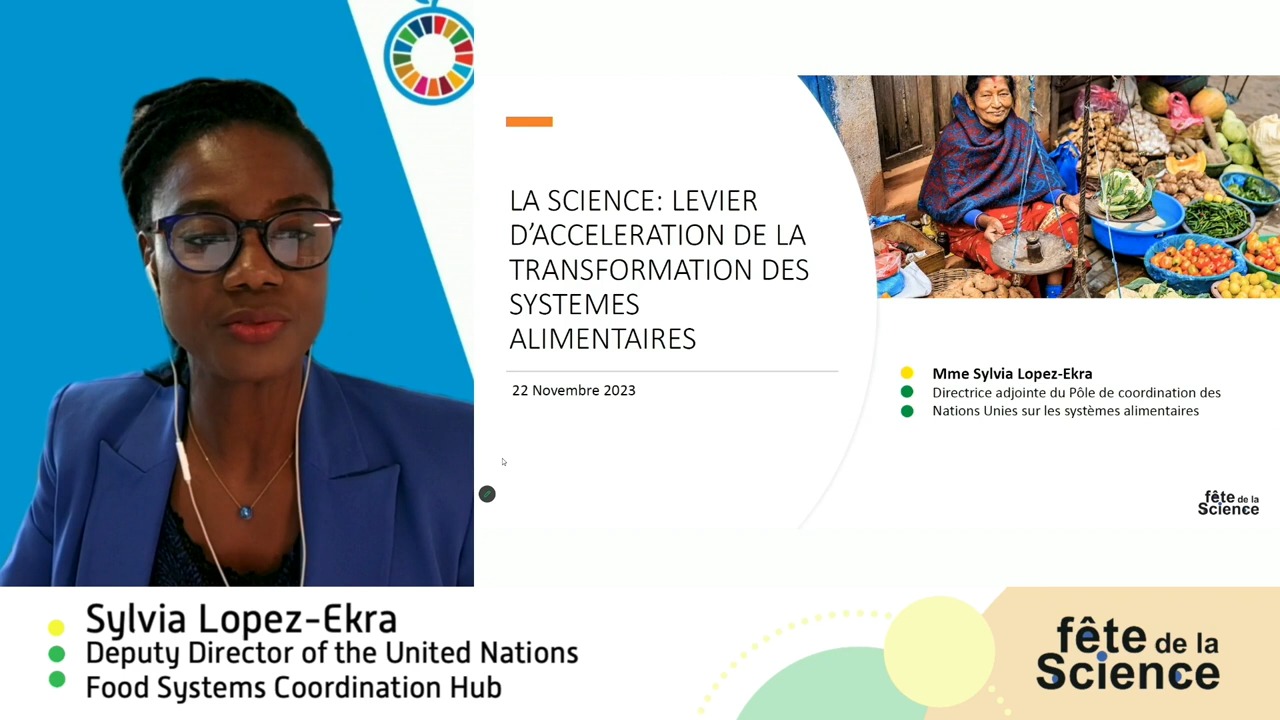 LA SCIENCE: LEVIER
D’ACCELERATION DE LA
TRANSFORMATION DES
SYSTEMES
ALIMENTAIRES
22 Novembre 2023
Mme Sylvia Lopez-Ekra
Directrice adjointe du Pôle de coordination des
Nations Unies sur les systèmes alimentaires
fête de la
Science
Sylvia Lopez-Ekra
Deputy Director of the United Nations
Food Systems Coordination Hub
fête de la
Science